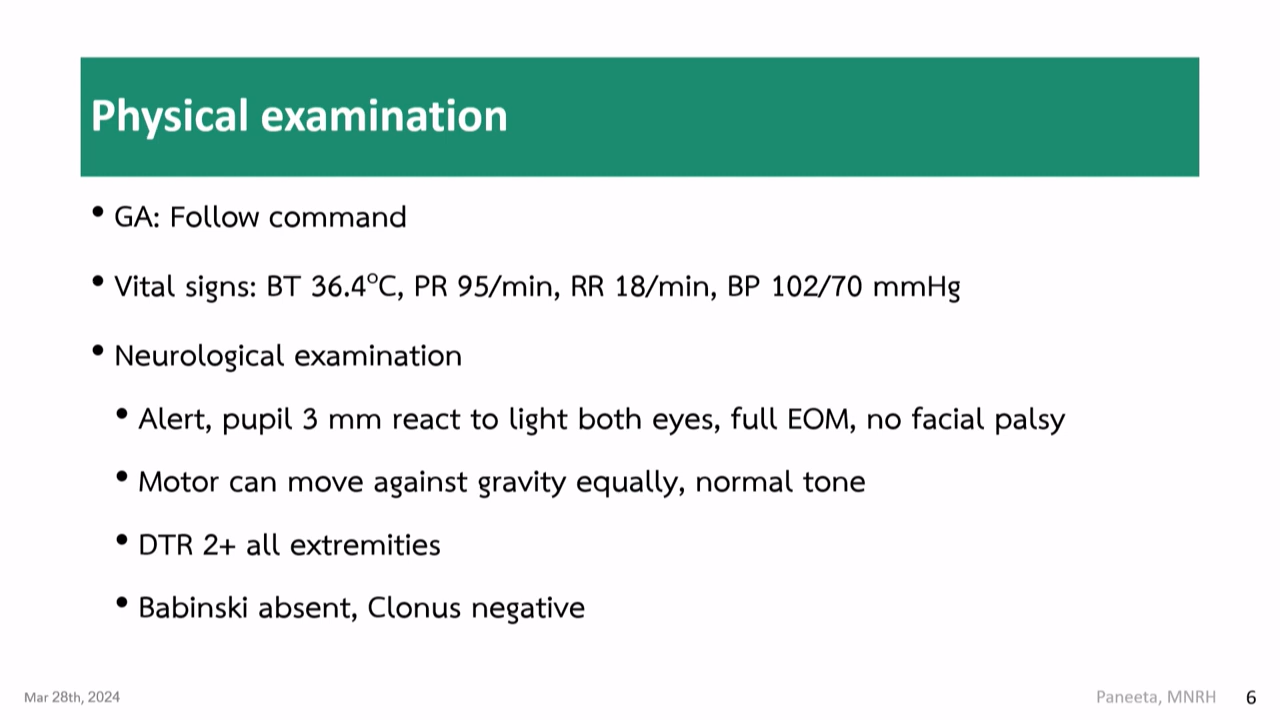 Physical examination
• GA: Follow command
• Vital signs: BT 36.4°C, PR 95/min, RR 18/min, BP 102/70 mmHg
• Neurological examination
• Alert, pupil 3 mm react to light both eyes, full EOM, no facial palsy
• Motor can move against gravity equally, normal tone
• DTR 2+ all extremities
• Babinski absent, Clonus negative
Mar 28th, 2024
Paneeta, MNRH 6